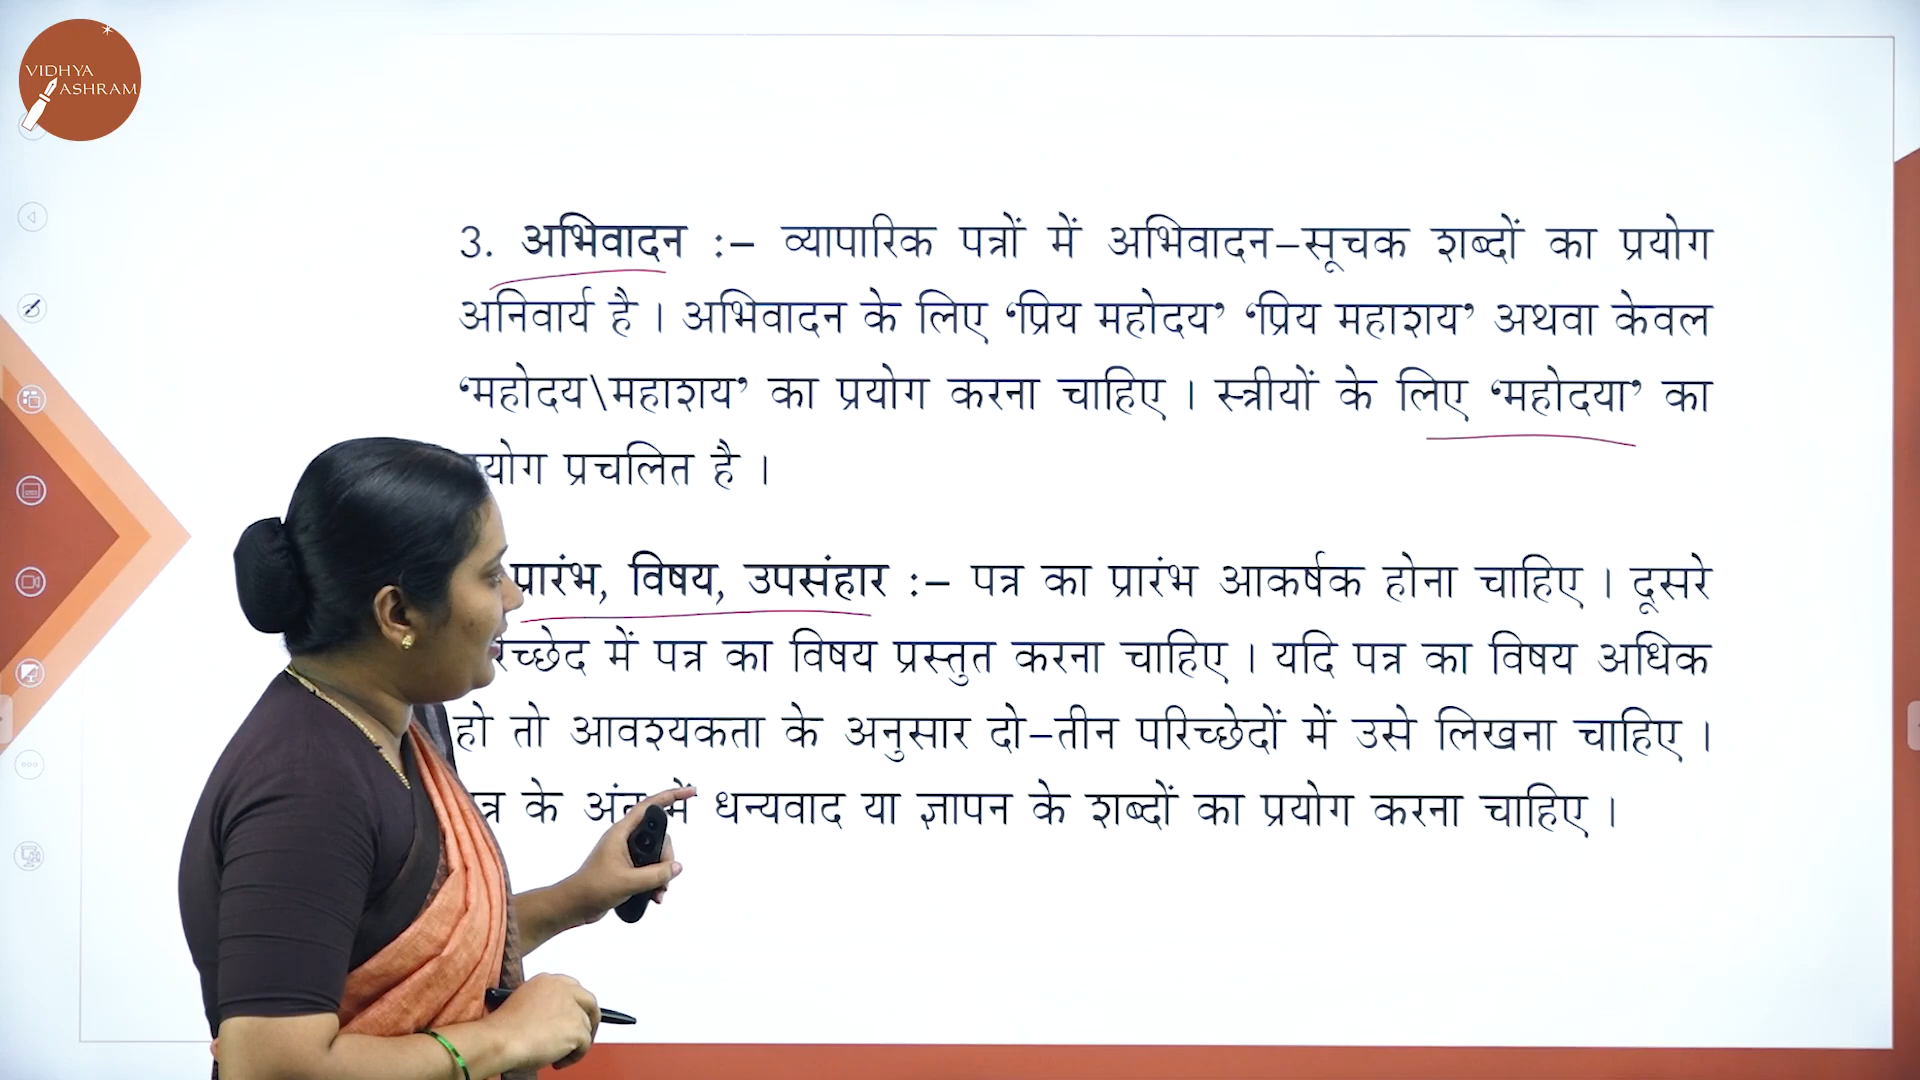 VIDHYA
ASHRAM
3. अभिवादन :– व्यापारिक पत्रों में अभिवादन–सूचक शब्दों का प्रयोग
अनिवार्य है । अभिवादन के लिए ‘प्रिय महोदय’ ‘प्रिय महाशय’ अथवा केवल
‘महोदय\महाशय’ का प्रयोग करना चाहिए । स्त्रीयों के लिए ‘महोदया’ का
प्रचलित है ।
प्रारंभ, विषय, उपसंहार :– पत्र का प्रारंभ आकर्षक होना चाहिए । दूसरे
में पत्र का विषय प्रस्तुत करना चाहिए । यदि पत्र का विषय अधिक
हो तो आवश्यकता के अनुसार दो–तीन परिच्छेदों में उसे लिखना चाहिए ।
के में धन्यवाद या ज्ञापन के शब्दों का प्रयोग करना चाहिए ।